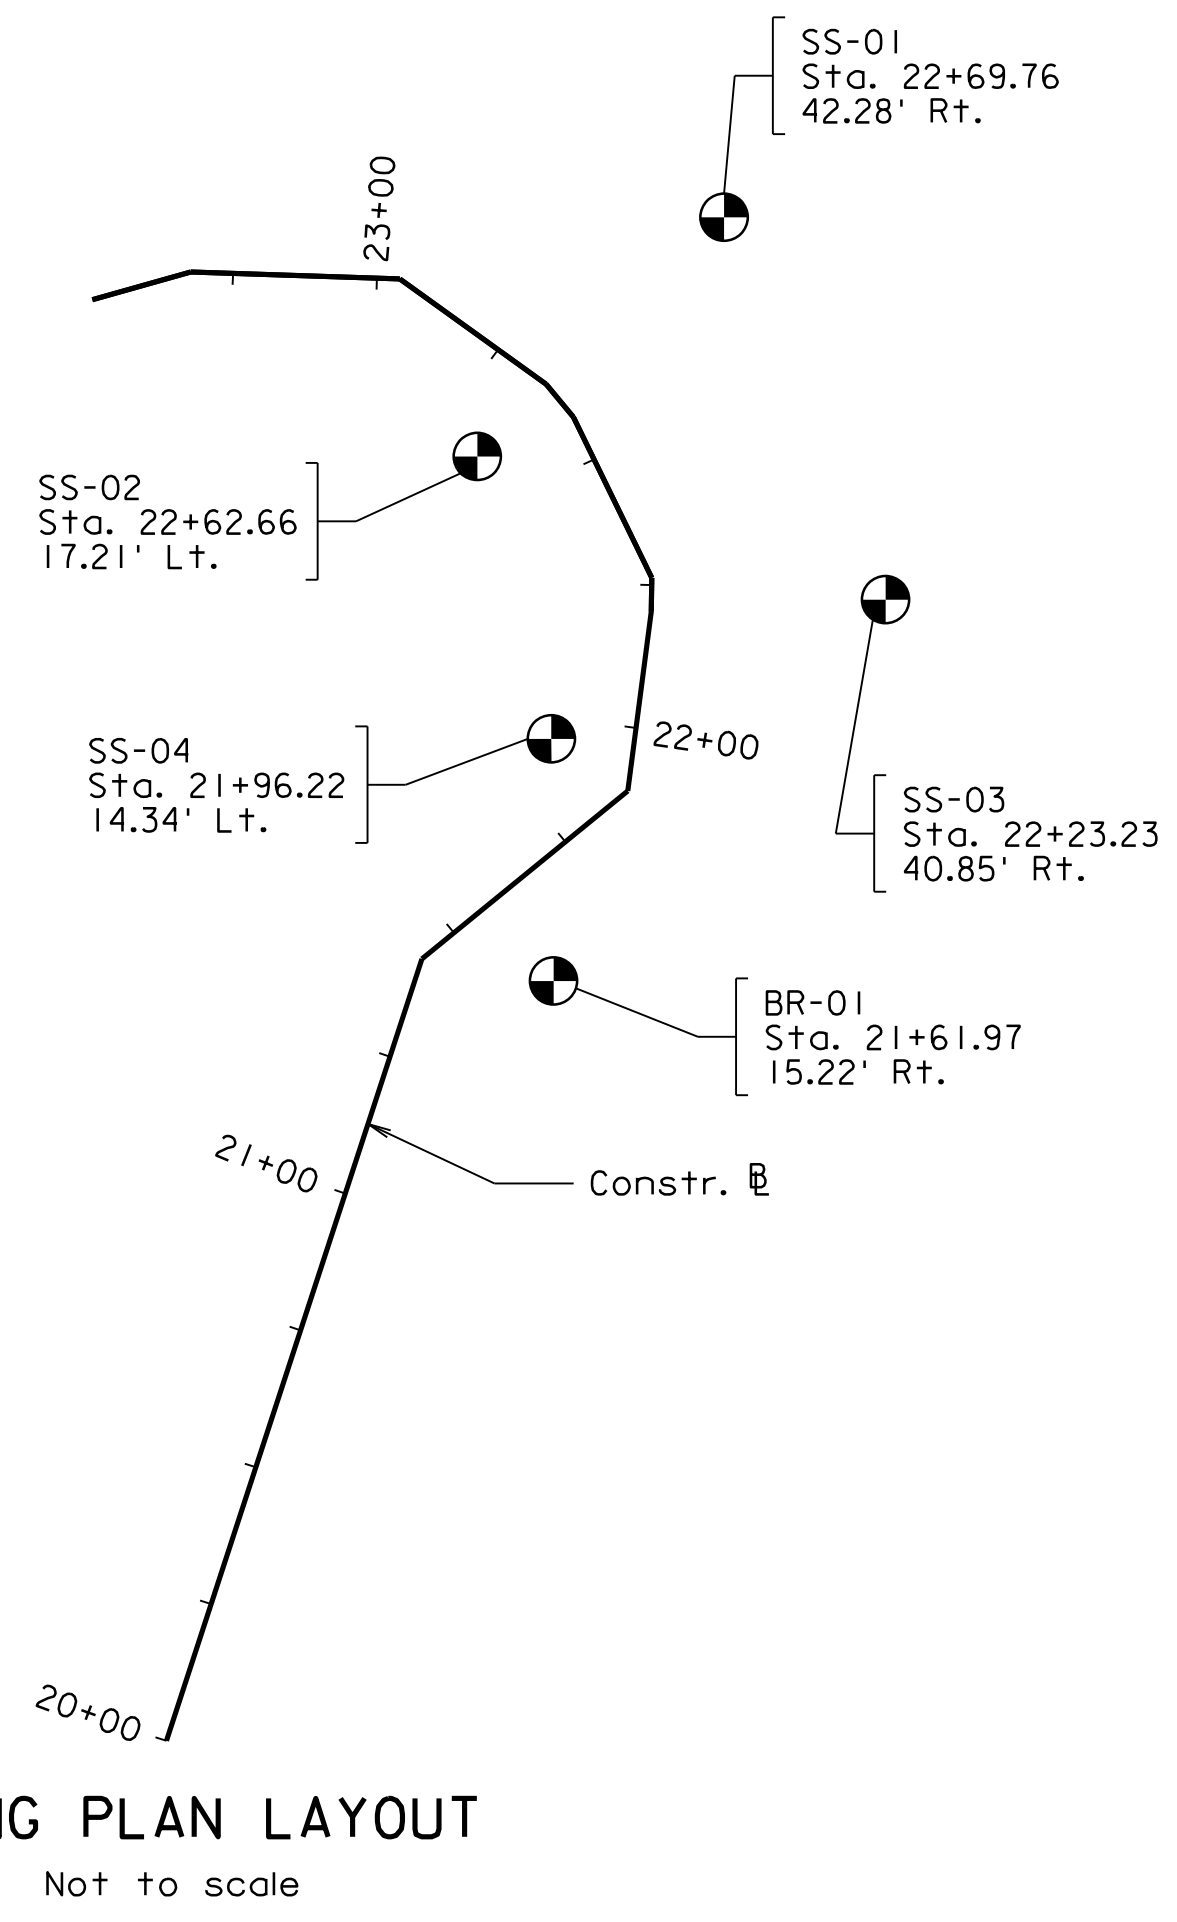 SS-01
Sta. 22+69.76
42.28' Rt.
23+00
SS-02
Sta. 22+62.66
17.21' Lt.
22+00
SS-04
Sta. 21+96.22
14.34' Lt.
SS-03
Sta. 22+23.23
40.85' Rt.
BR-01
Sta. 21+61.97
15.22' Rt.
21+00
Constr. BL
20+00
G PLAN LAYOUT
Not to scale